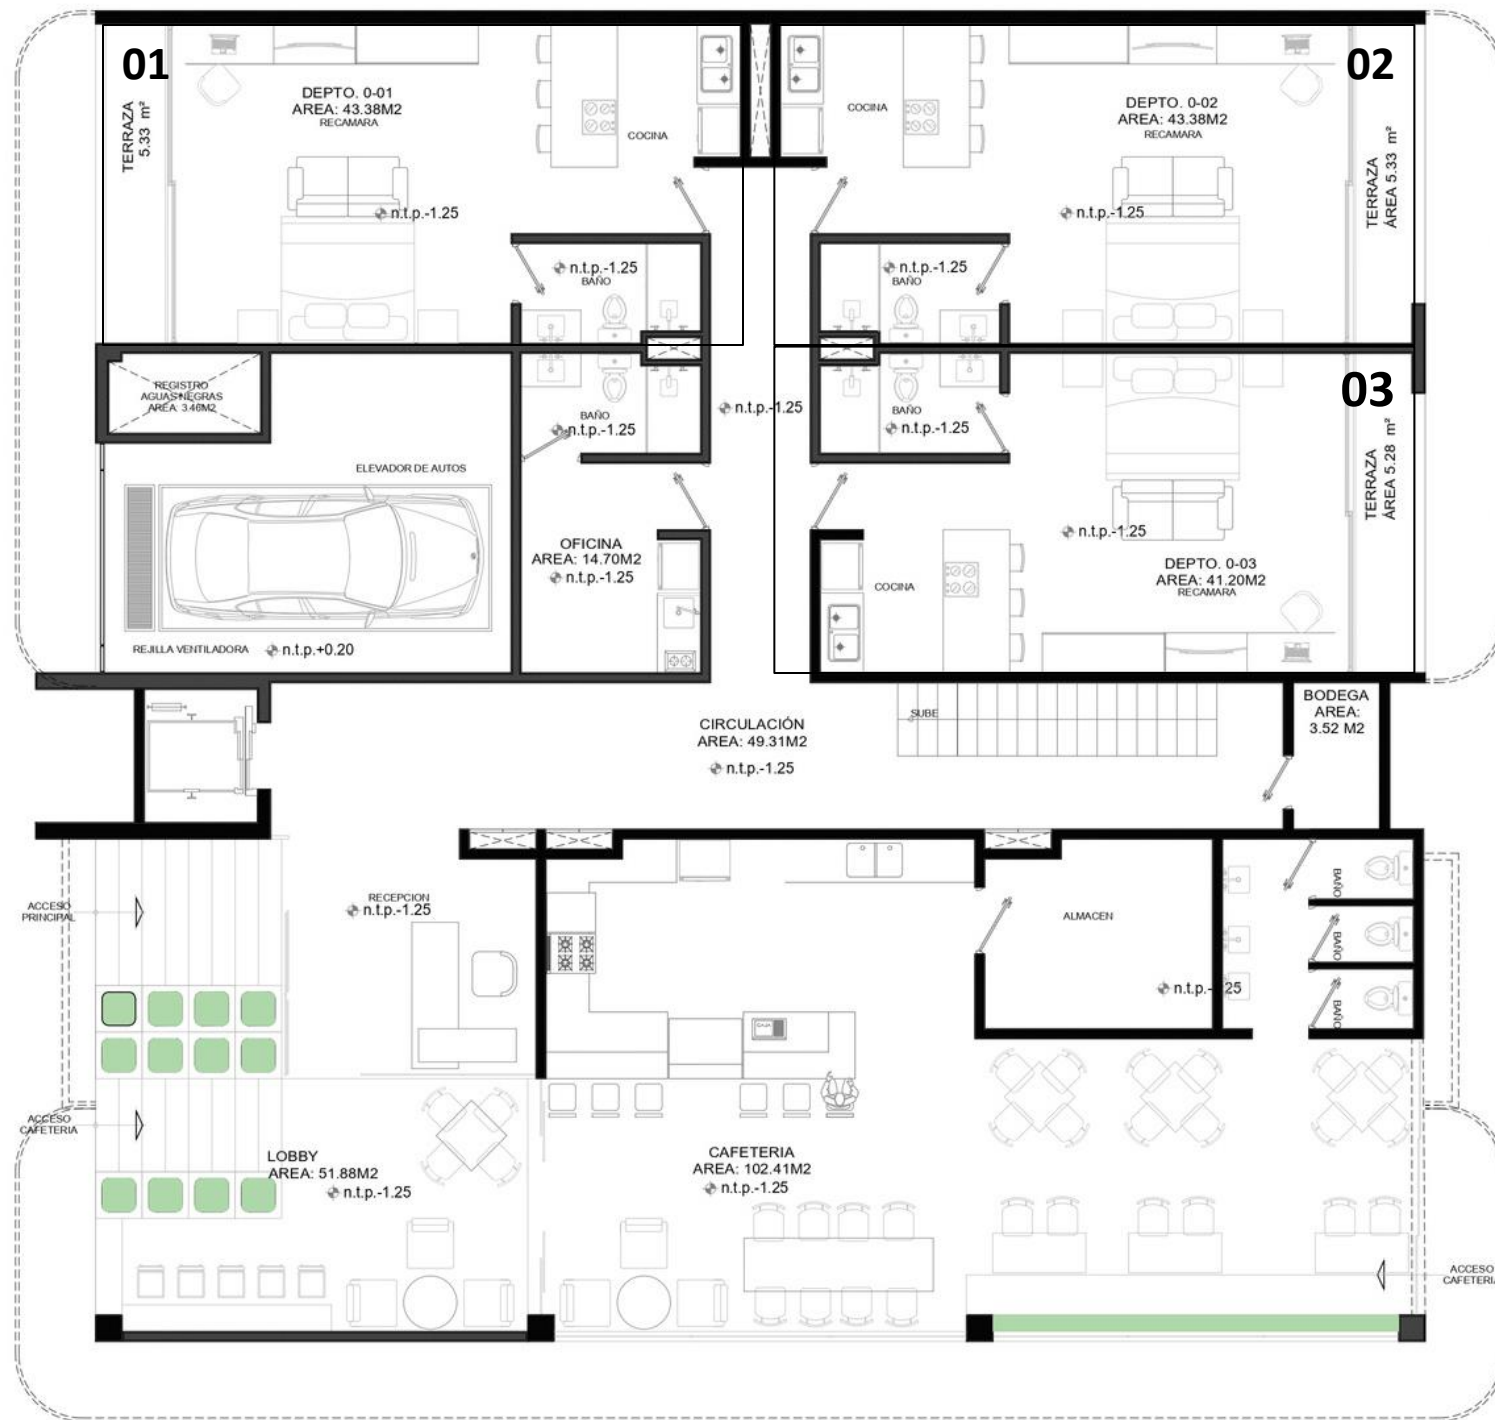 01
02
DEPTO. 0-01
AREA: 43.38M2
RECAMARA
TERRAZA
5.33 m²
COCINA
n.t.p.-1.25
n.t.p.-1.25
BAÑO
COCINA
DEPTO. 0-02
AREA: 43.38M2
RECAMARA
TERRAZA
ÁREA 5.33 m²
n.t.p.-1.25
n.t.p.-1.25
BAÑO
REGISTRO
AGUAS NEGRAS
AREA: 3.46M2
BAÑO
n.t.p.-1.25
n.t.p.-1.25
BAÑO
n.t.p.-1.25
03
TERRAZA
ÁREA 5.28 m²
ELEVADOR DE AUTOS
OFICINA
AREA: 14.70M2
n.t.p.-1.25
n.t.p.-1.25
DEPTO. 0-03
AREA: 41.20M2
RECAMARA
COCINA
REJILLA VENTILADORA
n.t.p.+0.20
CIRCULACIÓN
AREA: 49.31M2
n.t.p.-1.25
SUBE
BODEGA
AREA:
3.52 M2
RECEPCION
n.t.p.-1.25
ACCESO
PRINCIPAL
ALMACEN
n.t.p.-1.25
BAÑO
BAÑO
BAÑO
CAJA
ACCESO
CAFETERIA
LOBBY
AREA: 51.88M2
n.t.p.-1.25
CAFETERIA
AREA: 102.41M2
n.t.p.-1.25
ACCESO
CAFETERIA